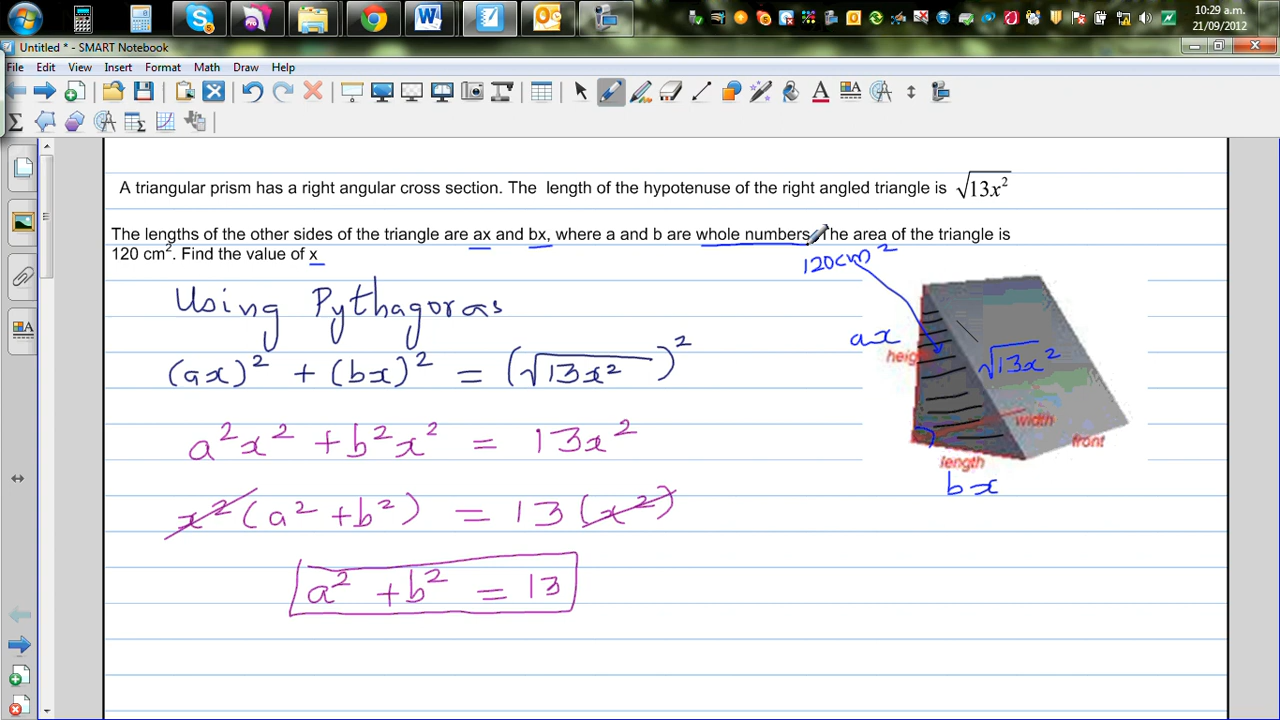 10:29 a.m.
21/09/2012
Untitled * - SMART Notebook
File Edit View Insert Format Math Draw Help
A triangular prism has a right angular cross section. The length of the hypotenuse of the right angled triangle is √13x²
The lengths of the other sides of the triangle are ax and bx, where a and b are whole numbers. The area of the triangle is
120 cm². Find the value of x
120cm²
Using Pythagoras
(ax)² + (bx)² = (√13x²)²
a²x² + b²x² = 13x²
x²(a² + b²) = 13(x²)
a² + b² = 13
ax
heig
√13x²
width
front
length
bx